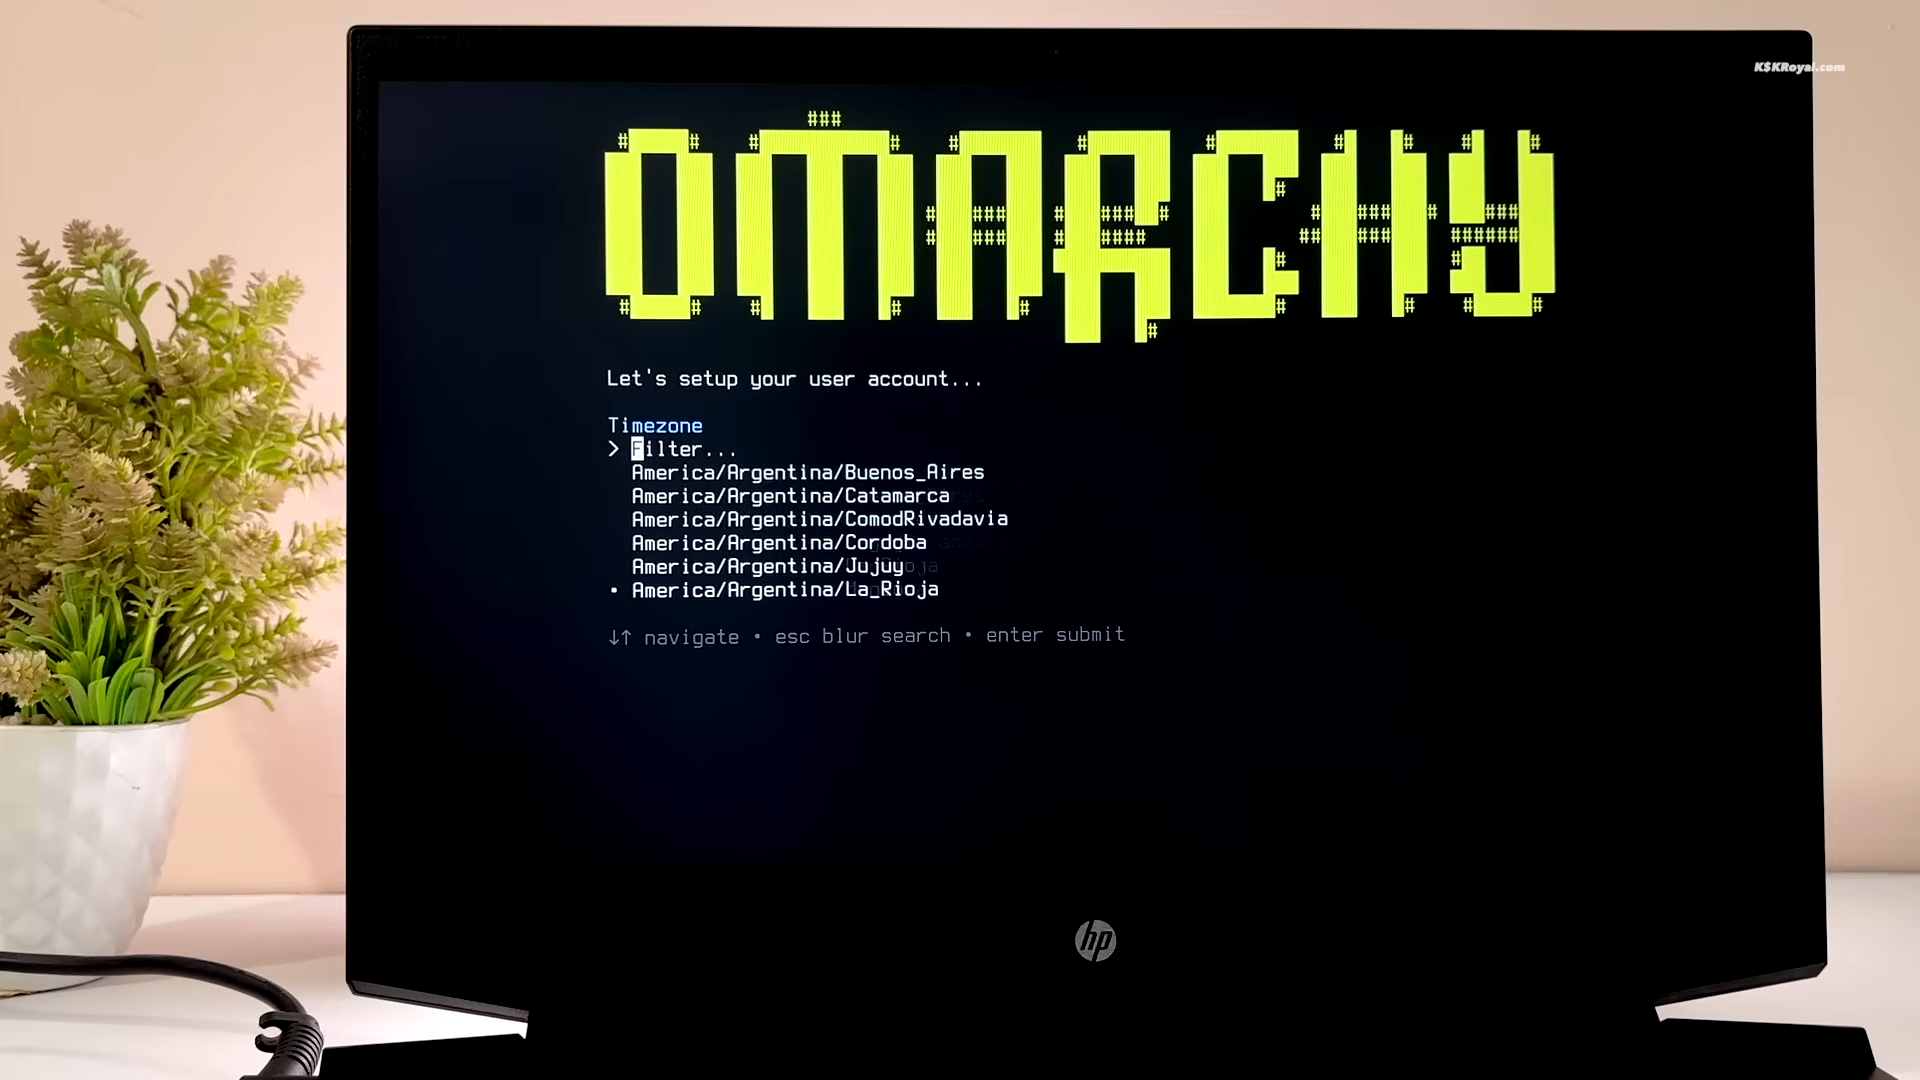 K$KRoyal.com
OMARCHY
Let's setup your user account...
Timezone
> Filter...
America/Argentina/Buenos_Aires
America/Argentina/Catamarca
America/Argentina/ComodRivadavia
America/Argentina/Cordoba
America/Argentina/Jujuy
• America/Argentina/La_Rioja
↓↑ navigate • esc blur search • enter submit
hp